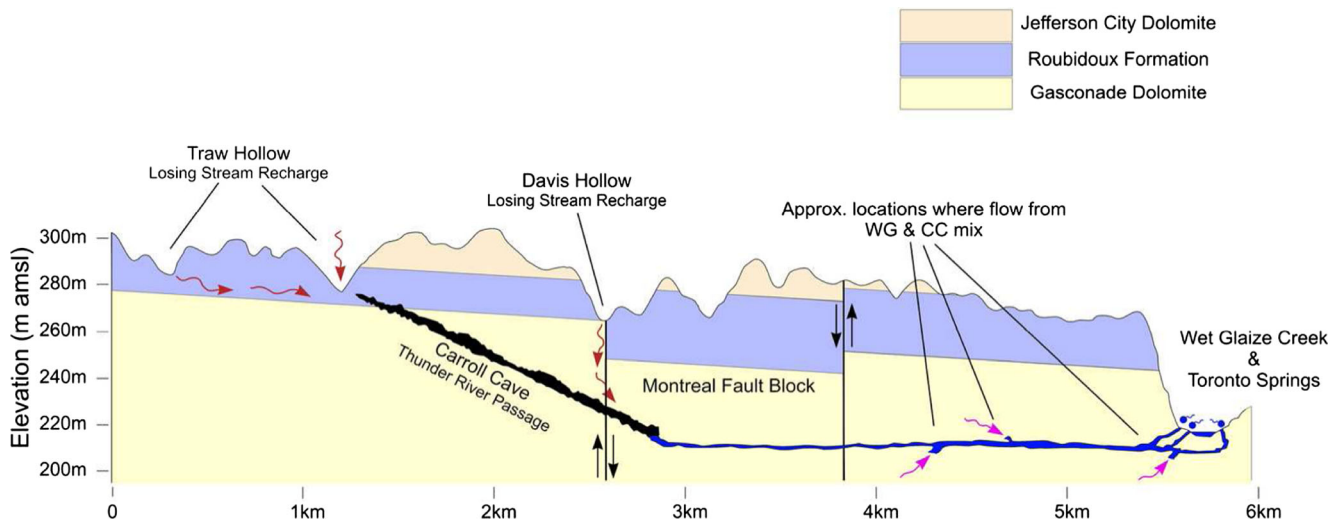 Jefferson City Dolomite
Roubidoux Formation
Gasconade Dolomite
Traw Hollow
Losing Stream Recharge
Davis Hollow
Losing Stream Recharge
Approx. locations where flow from
WG & CC mix
Wet Glaize Creek
&
Toronto Springs
Elevation (m amsl)
300m
280m
260m
240m
220m
200m
Carroll Cave
Thunder River Passage
Montreal Fault Block
0
1km
2km
3km
4km
5km
6km